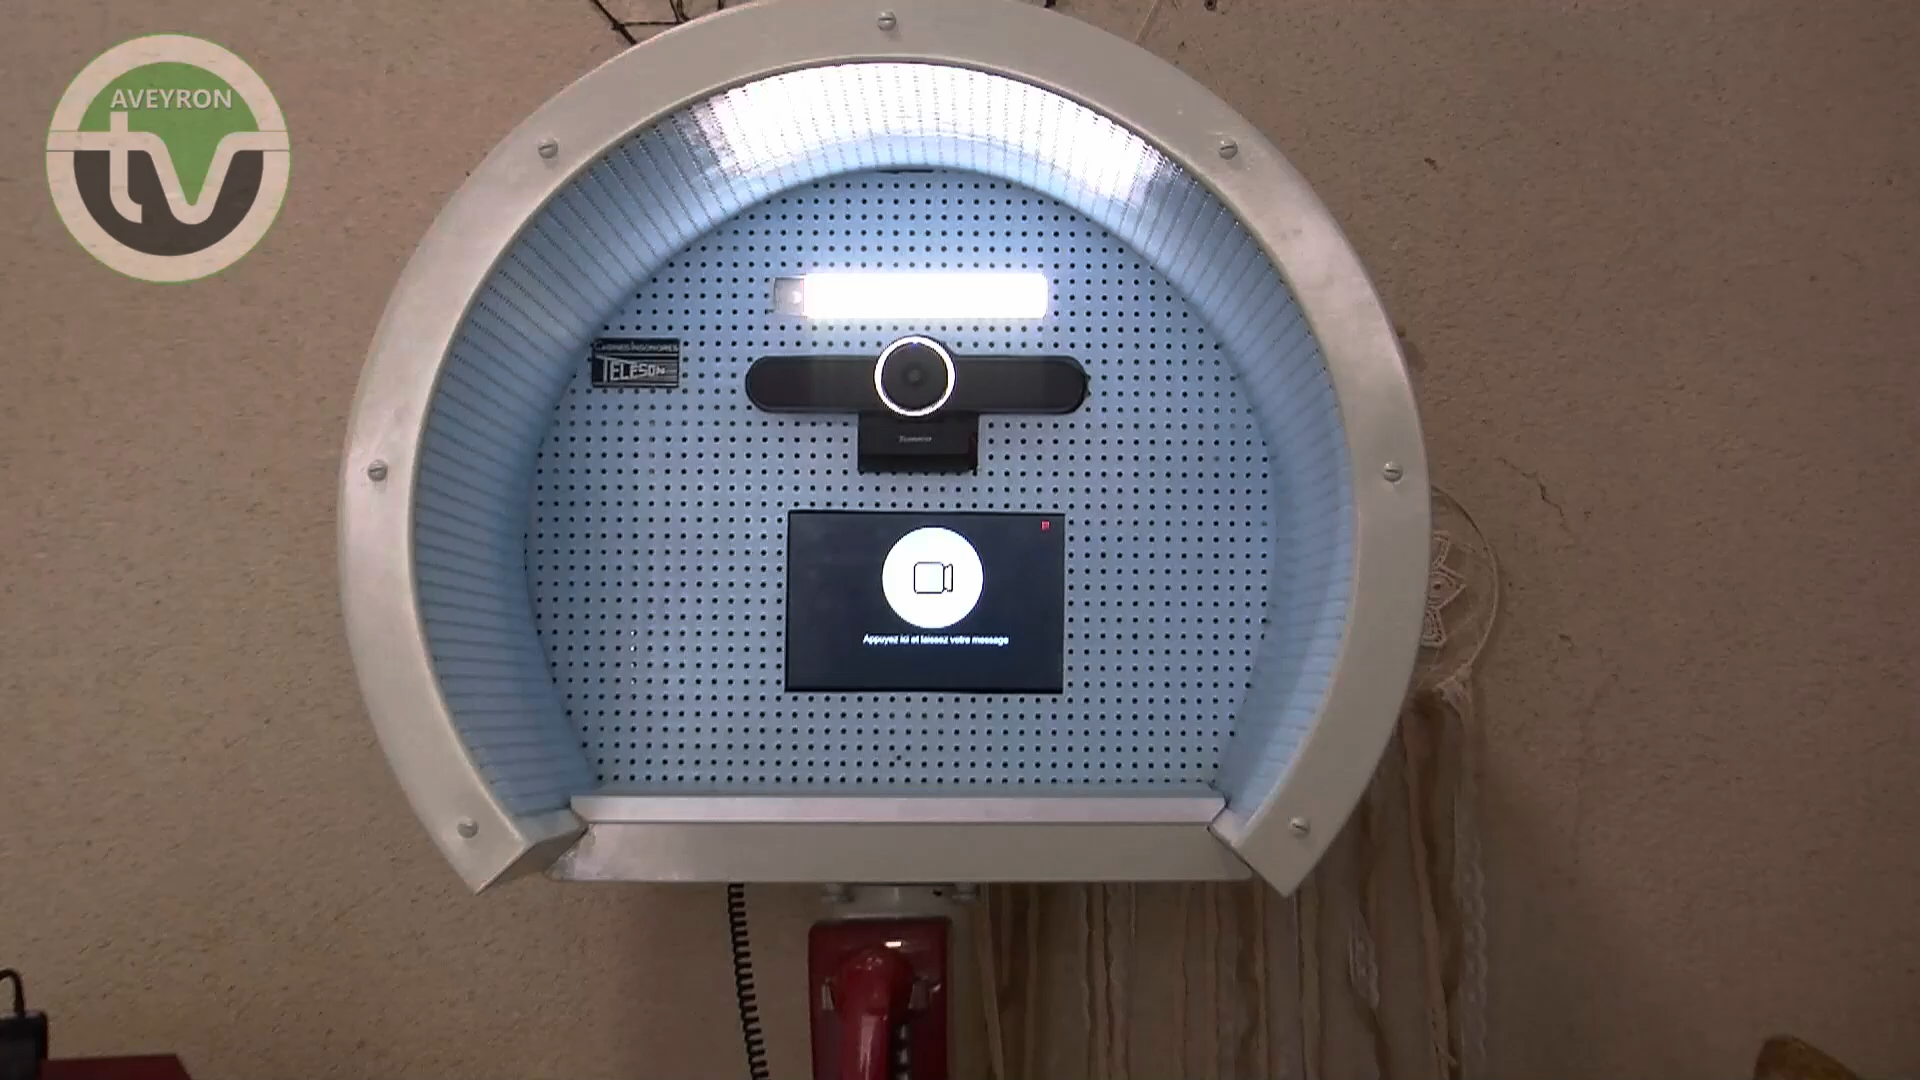 AVEYRON
tv
CABINES INSONORES
TELESON
Appuyez ici et laissez votre message